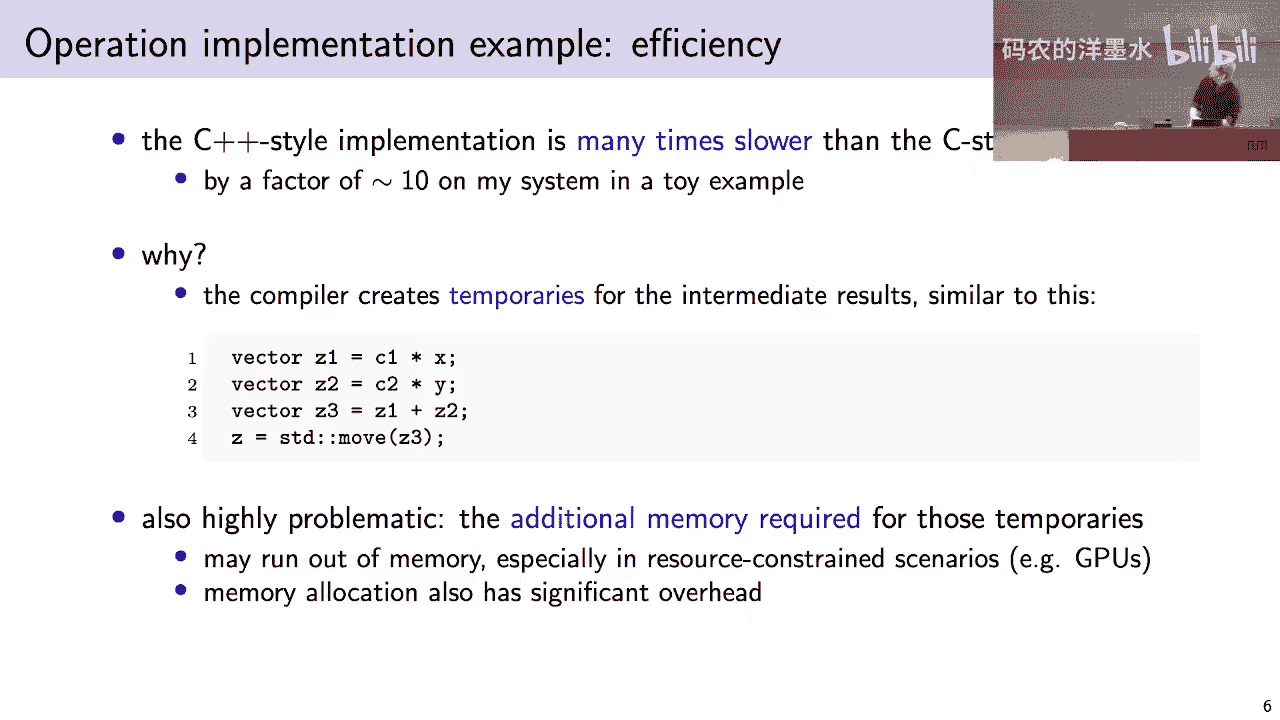 Operation implementation example: efficiency
码农的洋墨水 bilibili
• the C++-style implementation is many times slower than the C-st
• by a factor of ∼ 10 on my system in a toy example
• why?
• the compiler creates temporaries for the intermediate results, similar to this:
1 vector z1 = c1 * x;
2 vector z2 = c2 * y;
3 vector z3 = z1 + z2;
4 z = std::move(z3);
• also highly problematic: the additional memory required for those temporaries
• may run out of memory, especially in resource-constrained scenarios (e.g. GPUs)
• memory allocation also has significant overhead
6